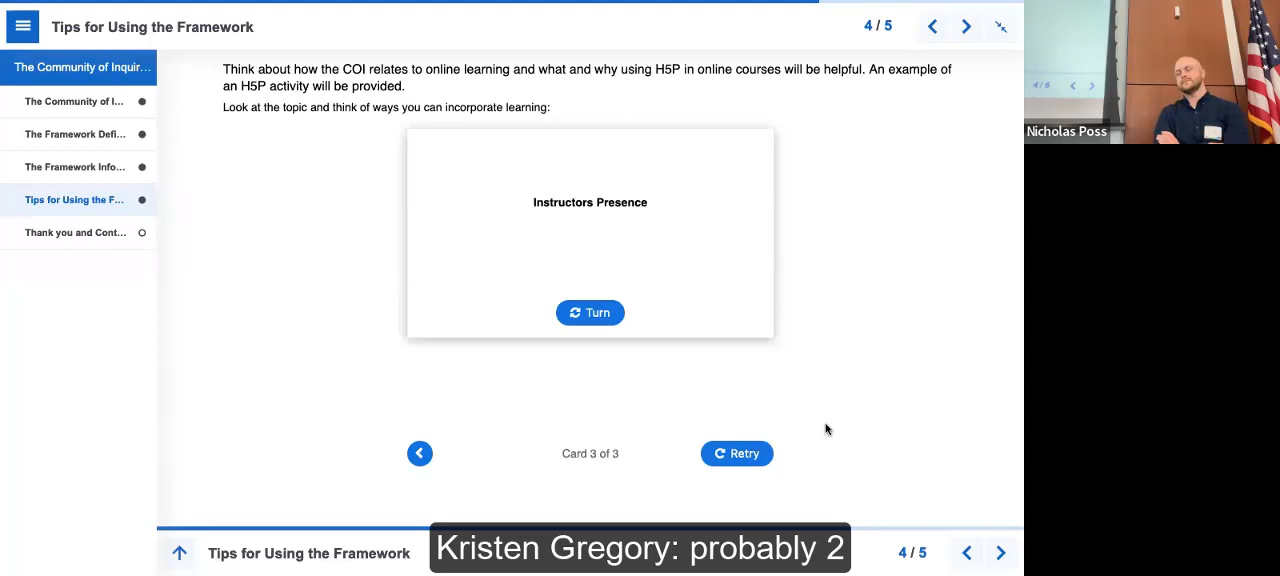 Tips for Using the Framework
4 / 5
The Community of Inquir...
The Community of I...
The Framework Defi...
The Framework Info...
Tips for Using the F...
Thank you and Cont...
Think about how the COI relates to online learning and what and why using H5P in online courses will be helpful. An example of
an H5P activity will be provided.
Look at the topic and think of ways you can incorporate learning:
Instructors Presence
Turn
Card 3 of 3
Retry
Tips for Using the Framework
4 / 5
Kristen Gregory: probably 2
4 / 5
Nicholas Poss